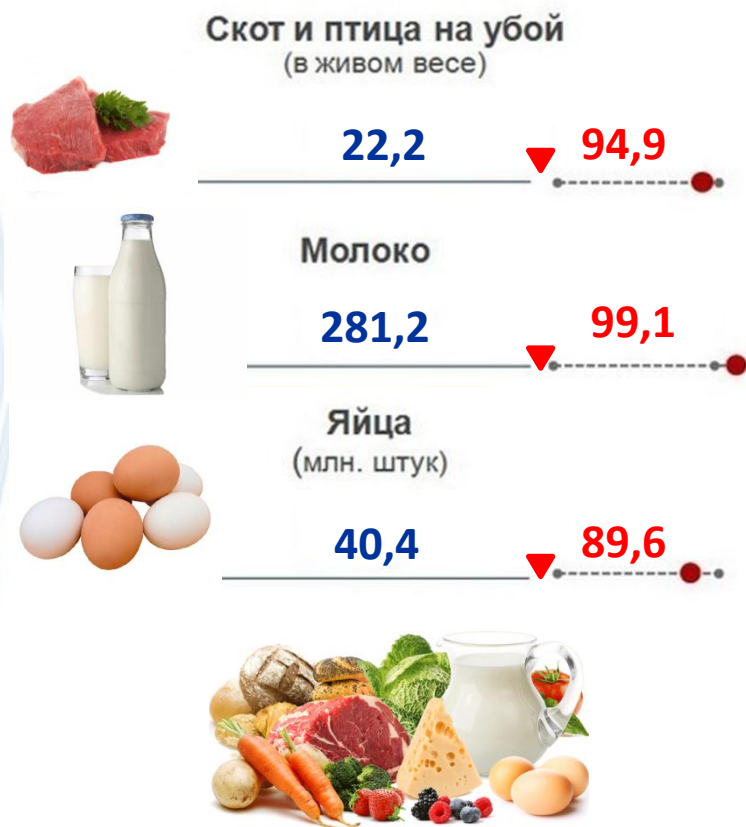 Скот и птица на убой
(в живом весе)
22,2 94,9
Молоко
281,2 99,1
Яйца
(млн. штук)
40,4 89,6